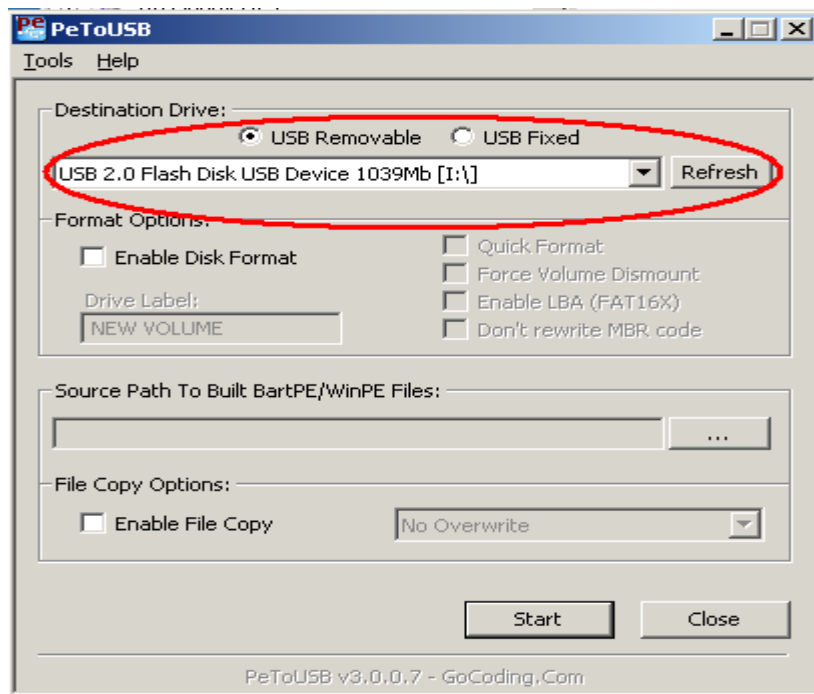 Pe PeToUSB
Tools Help
Destination Drive:
USB Removable USB Fixed
USB 2.0 Flash Disk USB Device 1039Mb [I:\] Refresh
Format Options:
Enable Disk Format
Quick Format
Force Volume Dismount
Drive Label:
Enable LBA (FAT16X)
NEW VOLUME
Don't rewrite MBR code
Source Path To Built BartPE/WinPE Files:
...
File Copy Options:
Enable File Copy No Overwrite
Start Close
PeToUSB v3.0.0.7 - GoCoding.Com